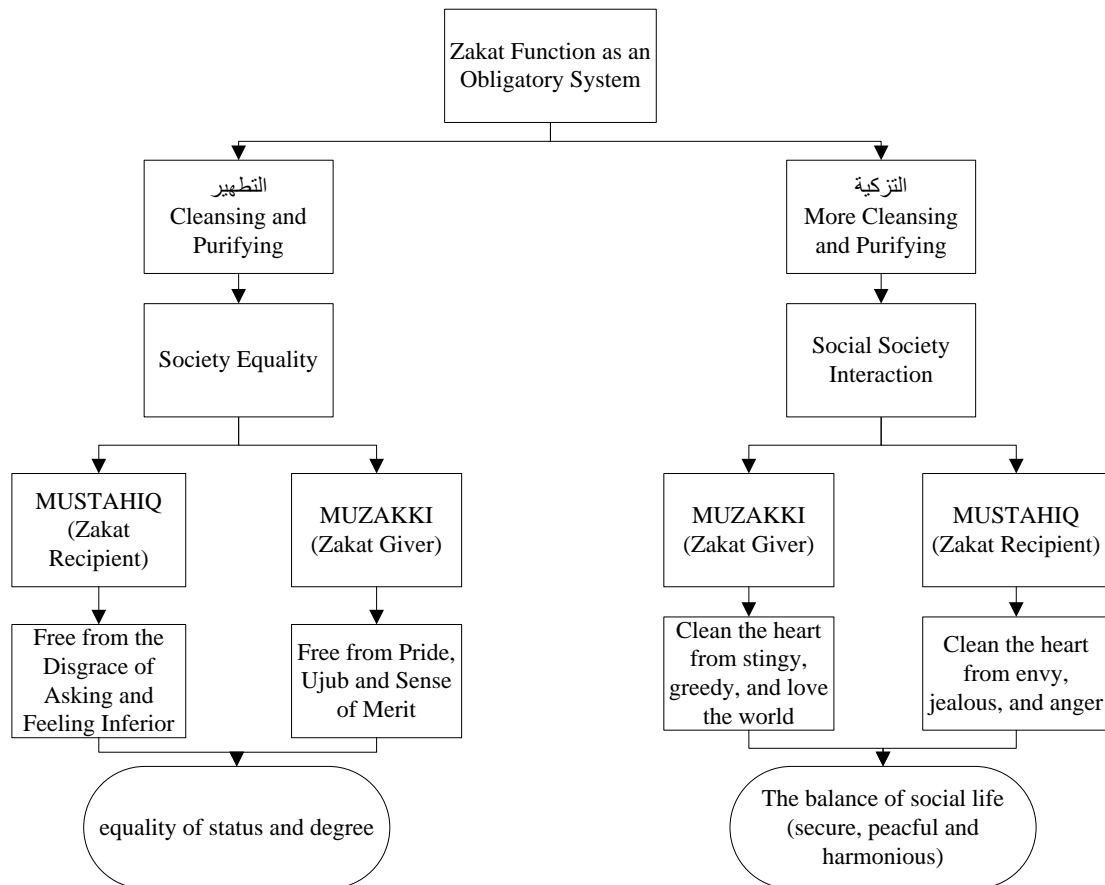 Zakat Function as an
Obligatory System
التطهير
Cleansing and
Purifying
التزكية
More Cleansing
and Purifying
Society Equality
Social Society
Interaction
MUSTAHIQ
(Zakat
Recipient)
MUZAKKI
(Zakat Giver)
MUZAKKI
(Zakat Giver)
MUSTAHIQ
(Zakat Recipient)
Free from the
Disgrace of
Asking and
Feeling Inferior
Free from Pride,
Ujub and Sense
of Merit
Clean the heart
from stingy,
greedy, and love
the world
Clean the heart
from envy,
jealous, and anger
equality of status and degree
The balance of social life
(secure, peacful and
harmonious)